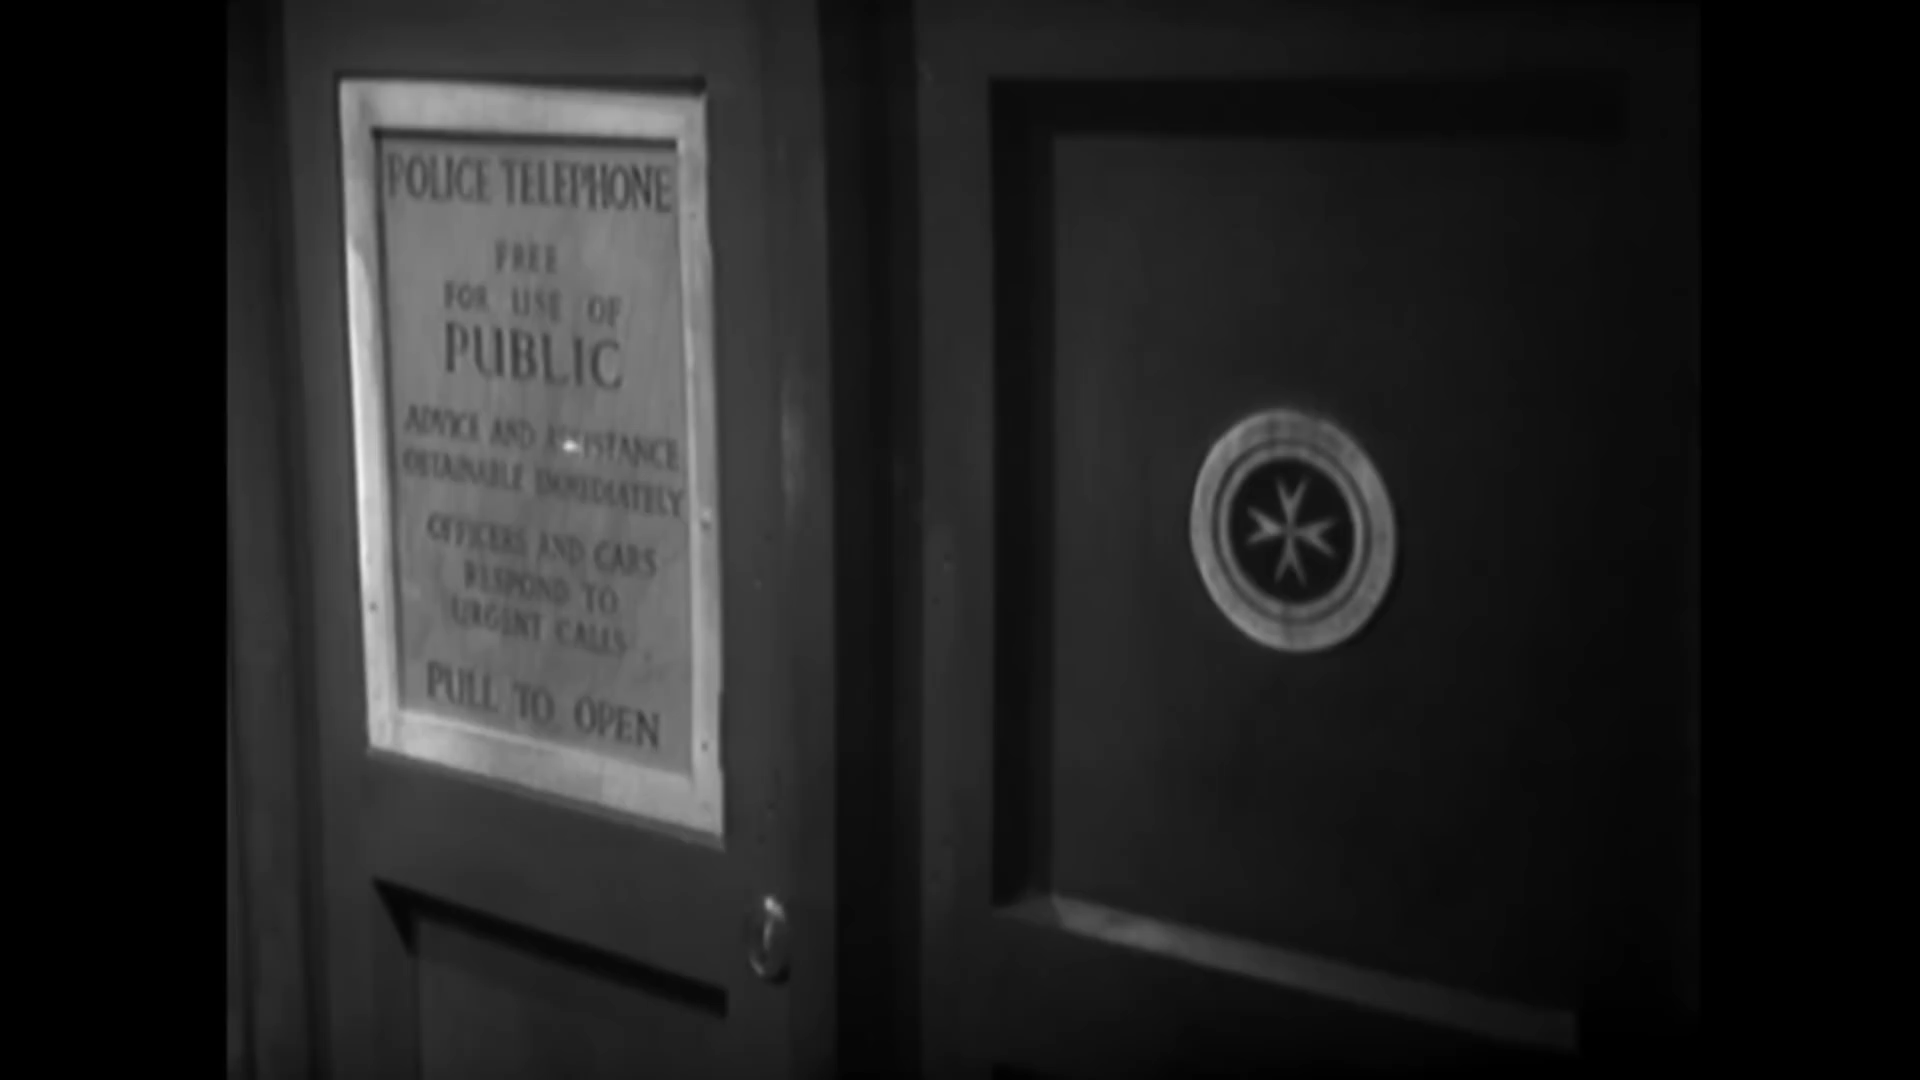 POLICE TELEPHONE
FREE
FOR USE OF
PUBLIC
ADVICE AND ASSISTANCE
OBTAINABLE IMMEDIATELY
OFFICERS AND CARS
RESPOND TO
URGENT CALLS
PULL TO OPEN